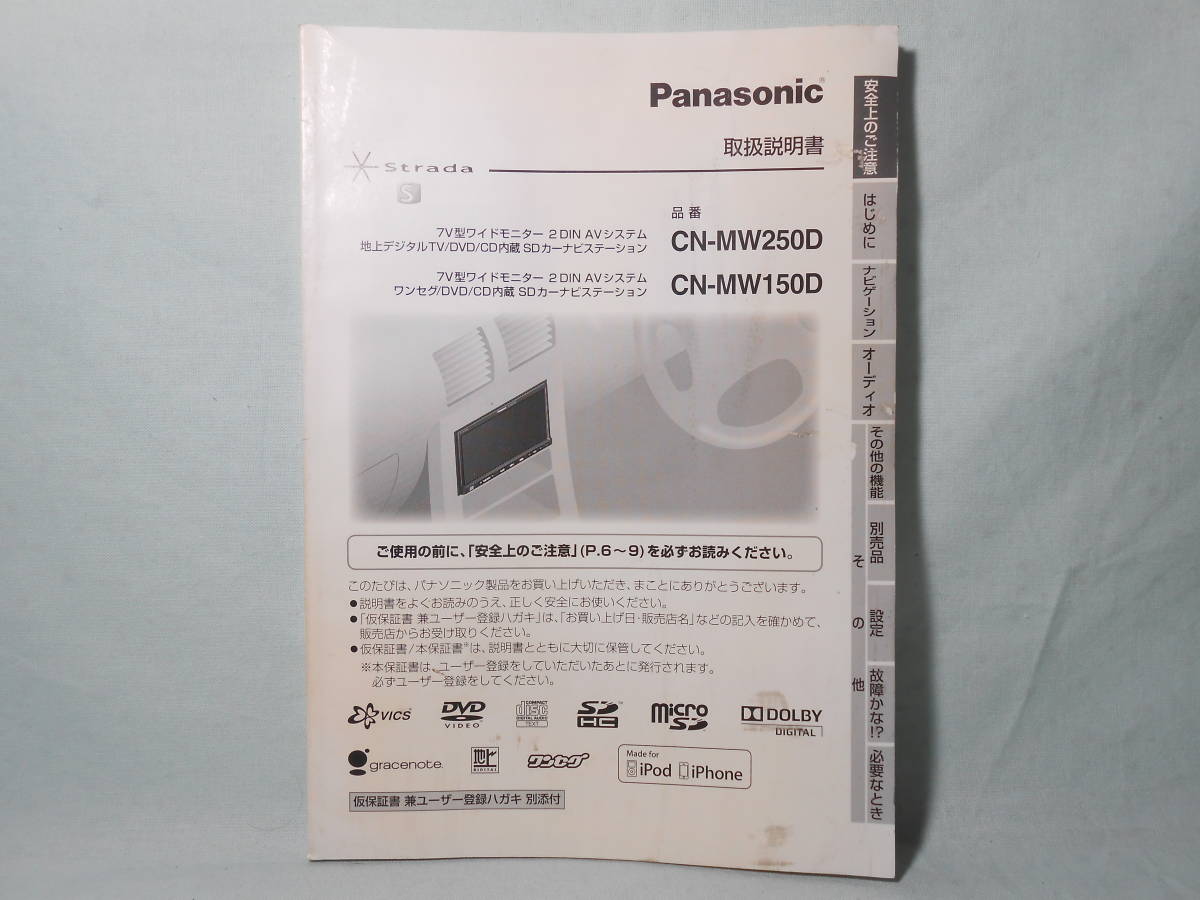 Panasonic®
取扱説明書
Strada
S
品番
7V型ワイドモニター 2DIN AVシステム
地上デジタルTV/DVD/CD内蔵 SDカーナビステーション
CN-MW250D
7V型ワイドモニター 2DIN AVシステム
ワンセグ/DVD/CD内蔵 SDカーナビステーション
CN-MW150D
ご使用の前に、「安全上のご注意」(P.6～9)を必ずお読みください。
このたびは、パナソニック製品をお買い上げいただき、まことにありがとうございます。
●説明書をよくお読みのうえ、正しく安全にお使いください。
●「仮保証書 兼ユーザー登録ハガキ」は、「お買い上げ日・販売店名」などの記入を確かめて、
販売店からお受け取りください。
●仮保証書/本保証書※は、説明書とともに大切に保管してください。
※本保証書は、ユーザー登録をしていただいたあとに発行されます。
必ずユーザー登録をしてください。
VICS
DVD
VIDEO
COMPACT
disc
DIGITAL AUDIO
TEXT
SD
HC
micro
SD
DOLBY
DIGITAL
gracenote.
地上
DIGITAL
ワンセグ
Made for
iPod iPhone
仮保証書 兼ユーザー登録ハガキ 別添付
安全上のご注意
はじめに
ナビゲーション
オーディオ
その他の機能
別売品
設定
故障かな!?
必要なとき
その他